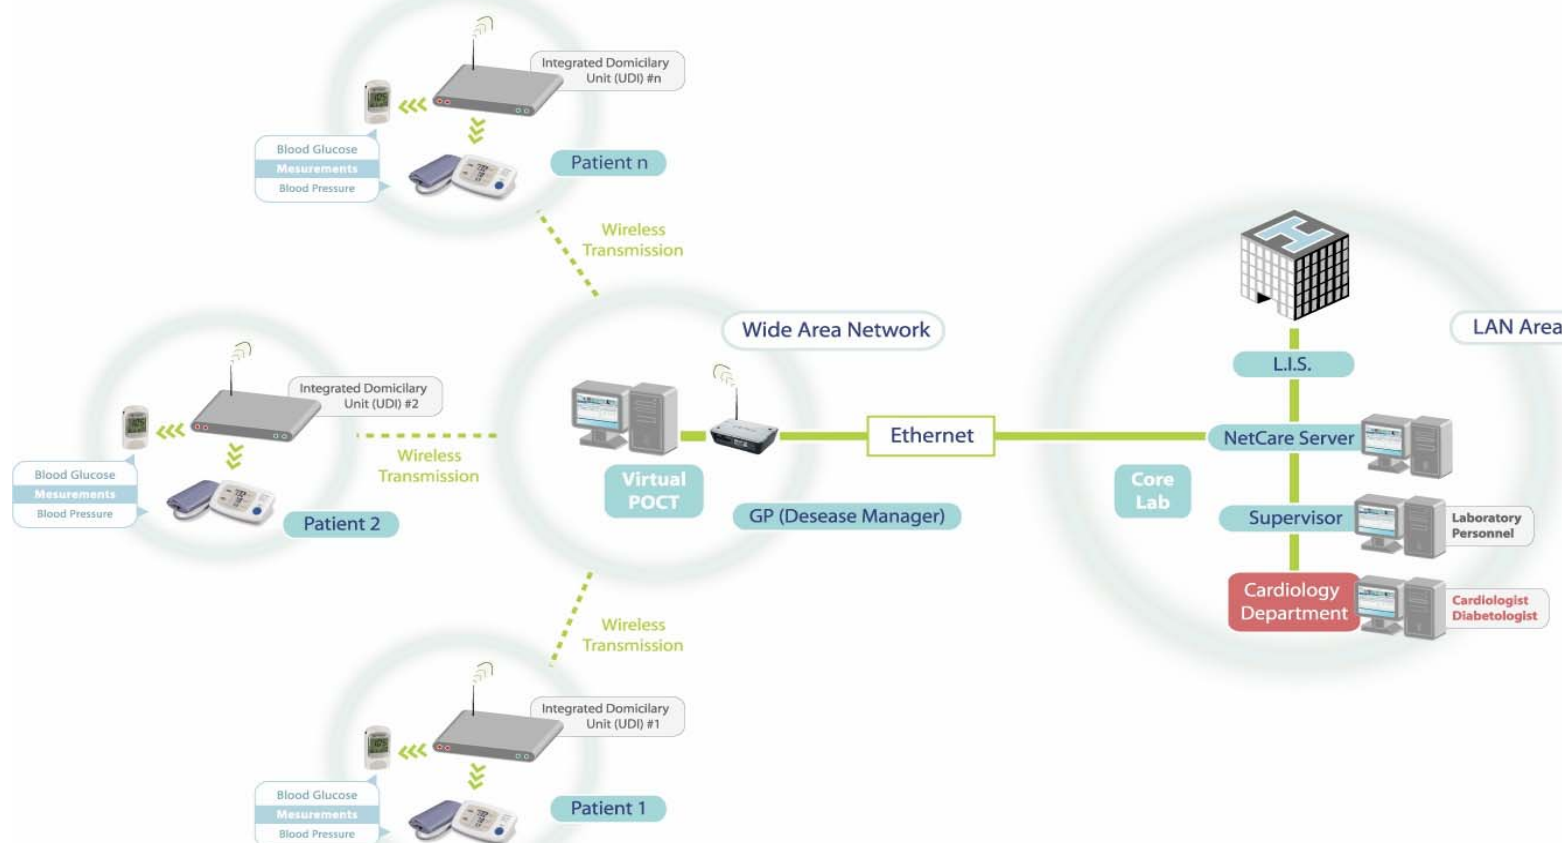 Integrated Domicilary
Unit (UDI) #n
Blood Glucose
Mesurements
Blood Pressure
Patient n
Wireless
Transmission
Wide Area Network
LAN Area
L.I.S.
Integrated Domicilary
Unit (UDI) #2
Blood Glucose
Mesurements
Blood Pressure
Patient 2
Wireless
Transmission
Virtual
POCT
GP (Desease Manager)
Ethernet
Core
Lab
NetCare Server
Supervisor
Laboratory
Personnel
Cardiology
Department
Cardiologist
Diabetologist
Wireless
Transmission
Integrated Domicilary
Unit (UDI) #1
Blood Glucose
Mesurements
Blood Pressure
Patient 1